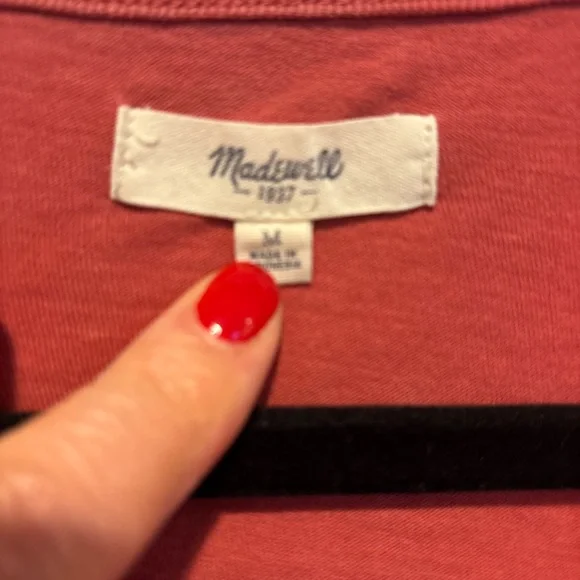 Madewell
— 1937 —
M
MADE IN